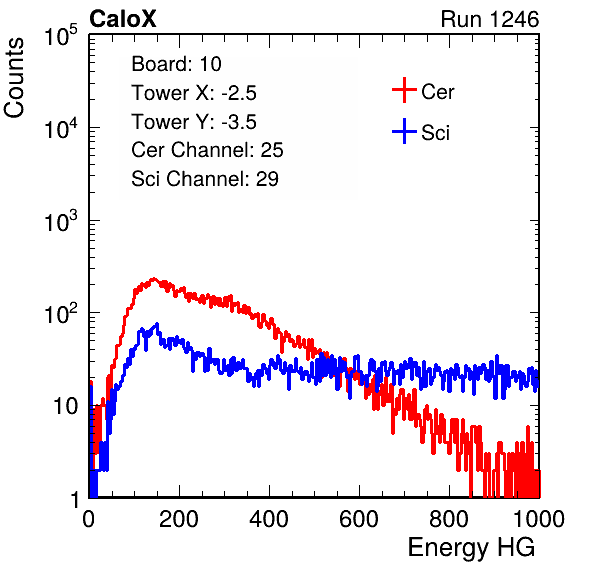 CaloX Run 1246
Counts
10^5
10^4
10^3
10^2
10
1
Board: 10
Tower X: -2.5
Tower Y: -3.5
Cer Channel: 25
Sci Channel: 29
Cer
Sci
0 200 400 600 800 1000
Energy HG